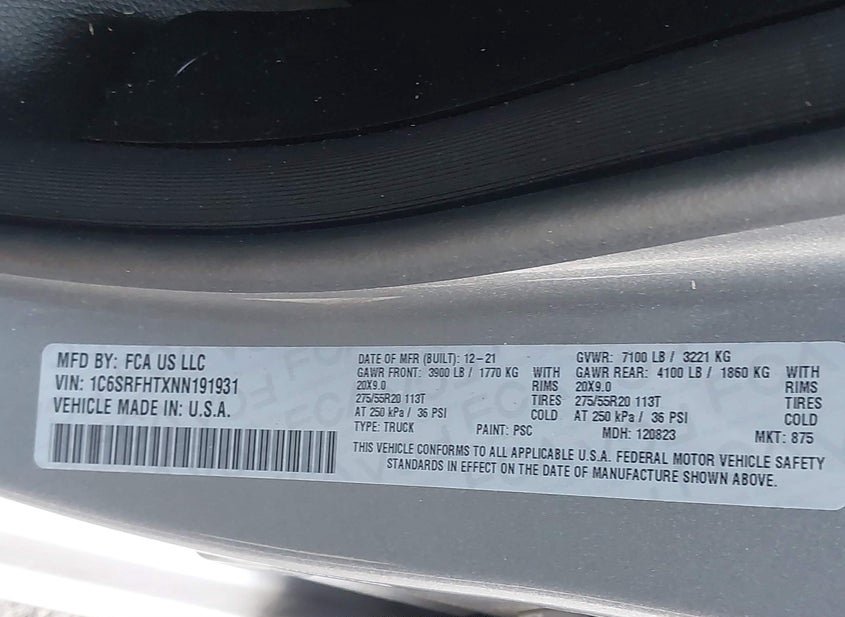 MFD BY: FCA US LLC
VIN: 1C6SRFHTXNN191931
VEHICLE MADE IN: U.S.A.
DATE OF MFR (BUILT): 12-21 GVWR: 7100 LB / 3221 KG
GAWR FRONT: 3900 LB / 1770 KG WITH GAWR REAR: 4100 LB / 1860 KG WITH
20X9.0 RIMS 20X9.0 RIMS
275/55R20 113T TIRES 275/55R20 113T TIRES
AT 250 kPa / 36 PSI COLD AT 250 kPa / 36 PSI COLD
TYPE: TRUCK PAINT: PSC MDH: 120823 MKT: 875
THIS VEHICLE CONFORMS TO ALL APPLICABLE U.S.A. FEDERAL MOTOR VEHICLE SAFETY
STANDARDS IN EFFECT ON THE DATE OF MANUFACTURE SHOWN ABOVE.